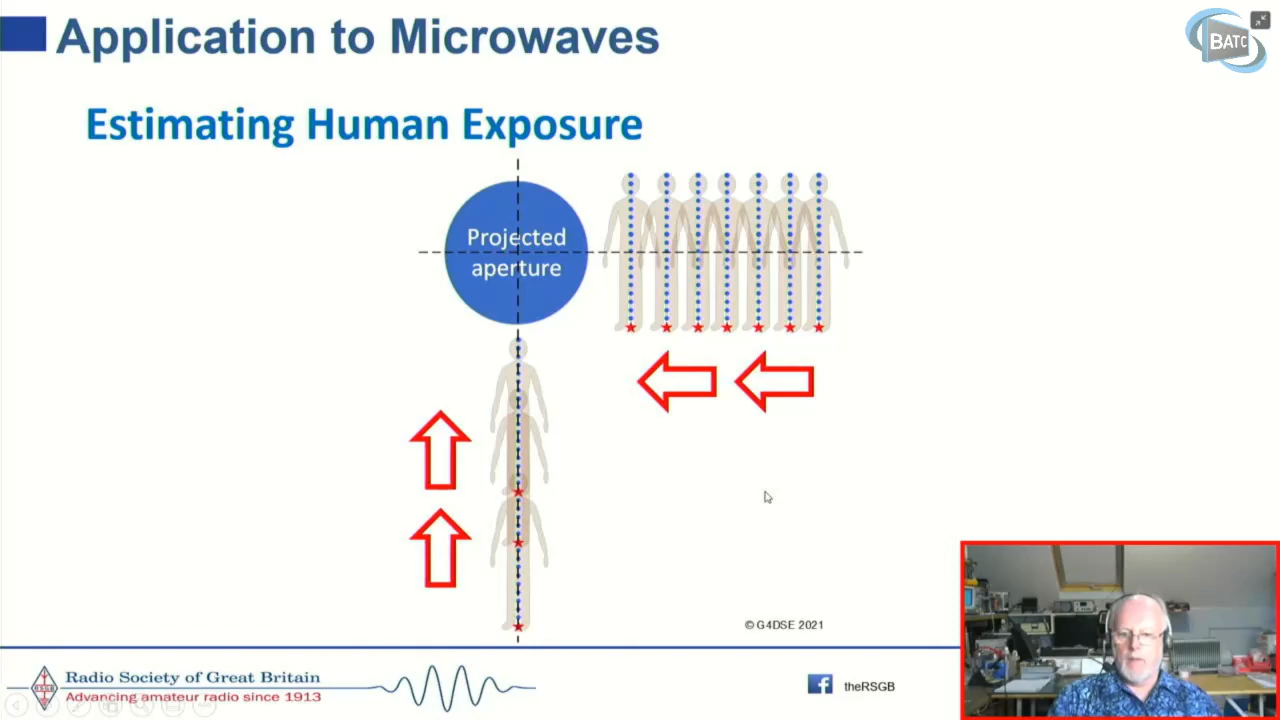 Application to Microwaves
BATC
Estimating Human Exposure
Projected
aperture
© G4DSE 2021
RSGB
Radio Society of Great Britain
Advancing amateur radio since 1913
theRSGB